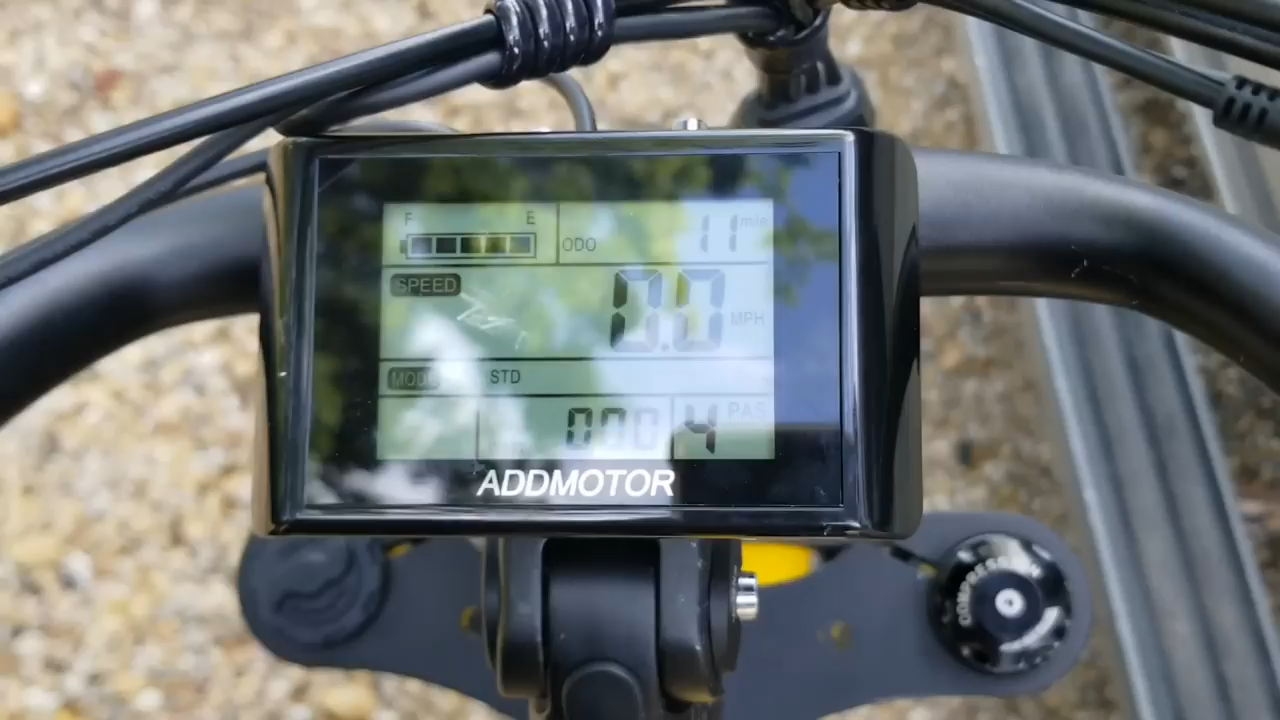 F E
ODO 11 mile
SPEED 0.0 MPH
MODE STD
000 4 PAS
ADDMOTOR